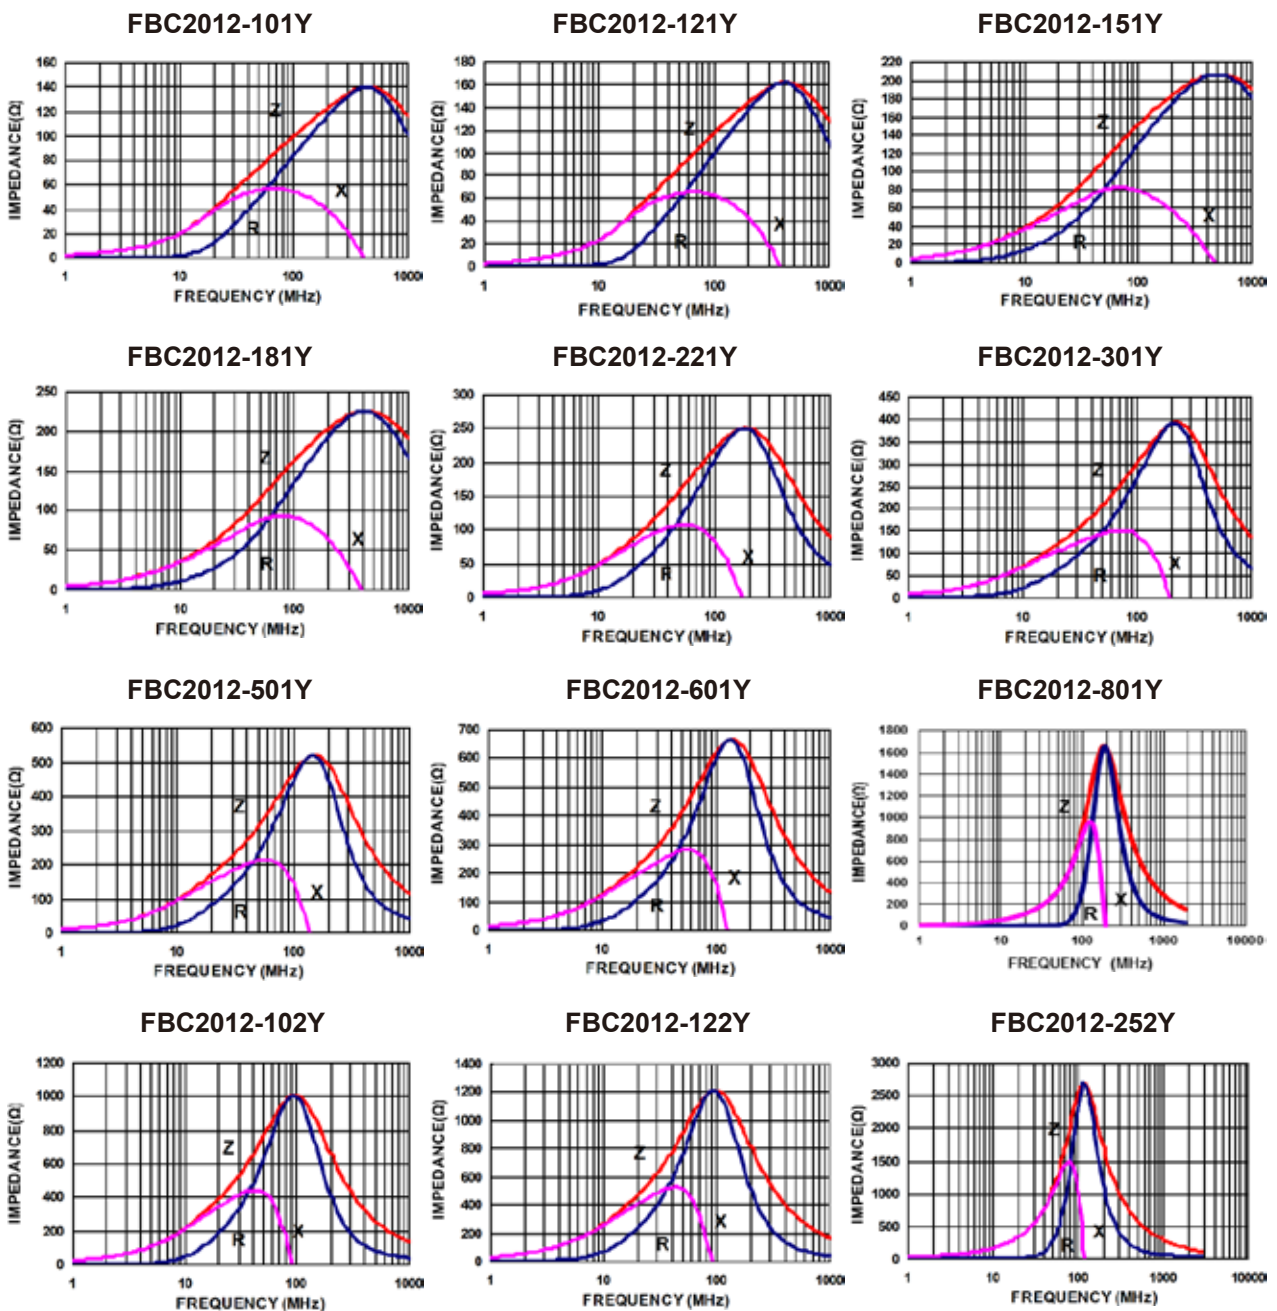 FBC2012-101Y
FBC2012-121Y
FBC2012-151Y
IMPEDANCE(Ω)
160
140
120
100
80
60
40
20
0
Z
X
R
1
10
100
1000
FREQUENCY (MHz)
IMPEDANCE(Ω)
180
160
140
120
100
80
60
40
20
0
Z
X
R
1
10
100
1000
FREQUENCY (MHz)
IMPEDANCE(Ω)
220
200
180
160
140
120
100
80
60
40
20
0
Z
X
R
1
10
100
1000
FREQUENCY (MHz)
FBC2012-181Y
FBC2012-221Y
FBC2012-301Y
IMPEDANCE(Ω)
250
200
150
100
50
0
Z
X
R
1
10
100
1000
FREQUENCY (MHz)
IMPEDANCE(Ω)
300
250
200
150
100
50
0
Z
X
R
1
10
100
1000
FREQUENCY (MHz)
IMPEDANCE(Ω)
450
400
350
300
250
200
150
100
50
0
Z
X
R
1
10
100
1000
FREQUENCY (MHz)
FBC2012-501Y
FBC2012-601Y
FBC2012-801Y
IMPEDANCE(Ω)
600
500
400
300
200
100
0
Z
X
R
1
10
100
1000
FREQUENCY (MHz)
IMPEDANCE(Ω)
700
600
500
400
300
200
100
0
Z
X
R
1
10
100
1000
FREQUENCY (MHz)
IMPEDANCE(Ω)
1800
1600
1400
1200
1000
800
600
400
200
0
Z
X
R
1
10
100
1000
10000
FREQUENCY (MHz)
FBC2012-102Y
FBC2012-122Y
FBC2012-252Y
IMPEDANCE(Ω)
1200
1000
800
600
400
200
0
Z
X
R
1
10
100
1000
FREQUENCY (MHz)
IMPEDANCE(Ω)
1400
1200
1000
800
600
400
200
0
Z
X
R
1
10
100
1000
FREQUENCY (MHz)
IMPEDANCE(Ω)
3000
2500
2000
1500
1000
500
0
Z
X
R
1
10
100
1000
10000
FREQUENCY (MHz)